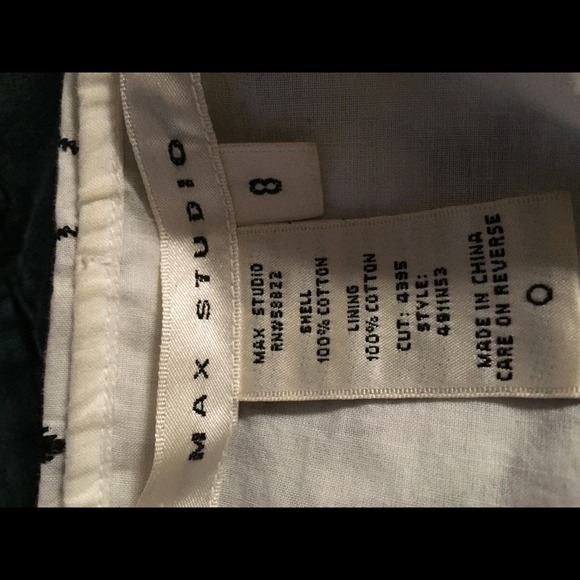 MAX STUDIO
8
MAX STUDIO
RN#58822
SHELL
100% COTTON
LINING
100% COTTON
CUT: 4395
STYLE:
4911N53
MADE IN CHINA
CARE ON REVERSE
O